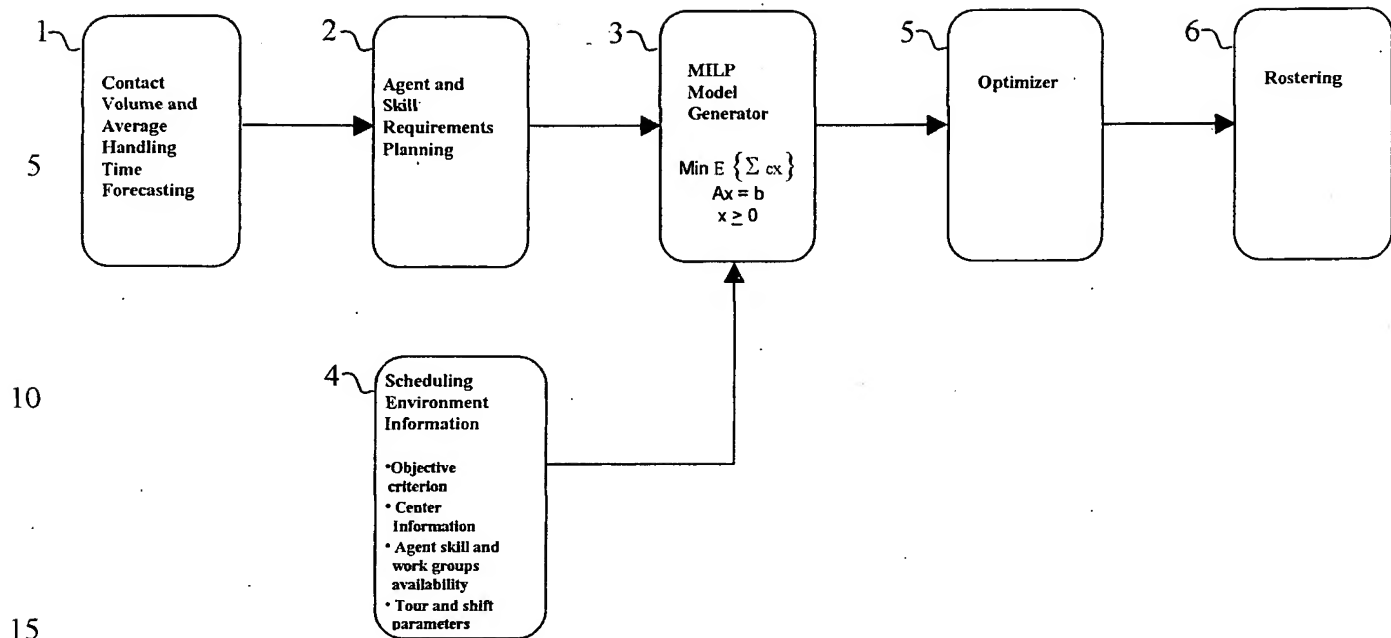 1
Contact
Volume and
Average
Handling
Time
Forecasting
2
Agent and
Skill
Requirements
Planning
3
MILP
Model
Generator
Min E { Σ cx}
Ax = b
x ≥ 0
5
Optimizer
6
Rostering
5
4
Scheduling
Environment
Information
•Objective
criterion
• Center
Information
• Agent skill and
work groups
availability
• Tour and shift
parameters
10
15